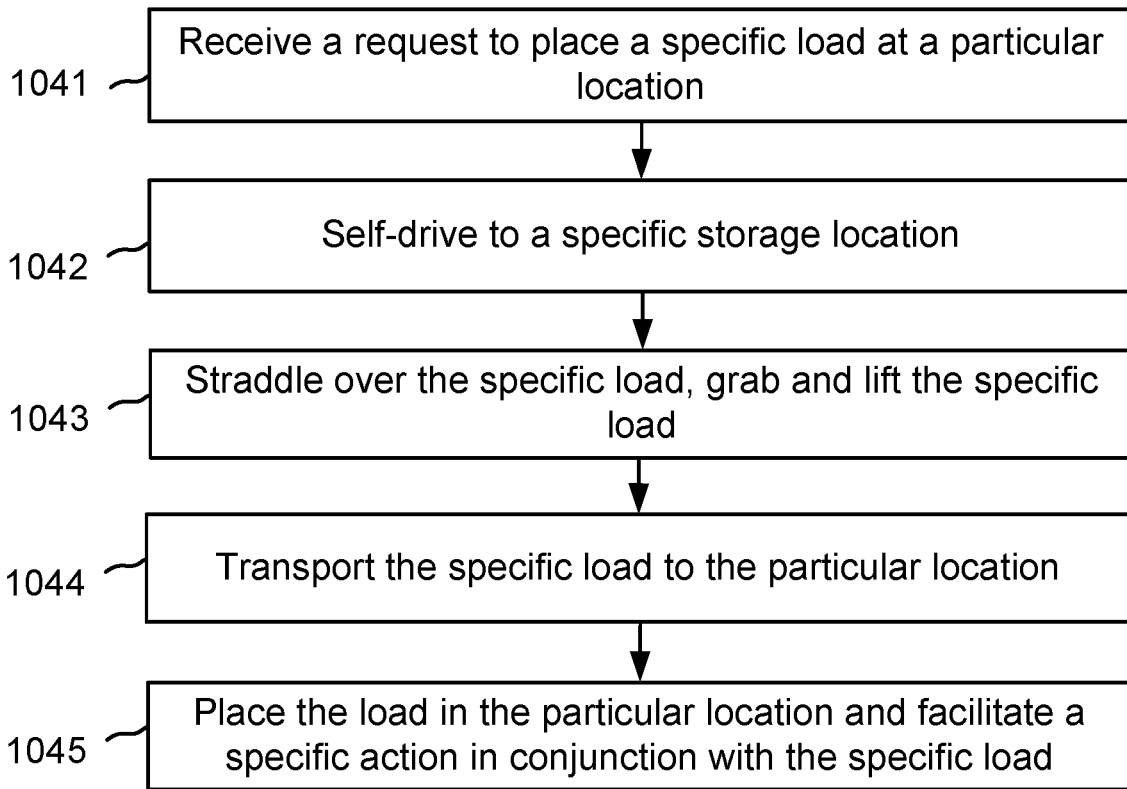 Receive a request to place a specific load at a particular
location
1041
Self-drive to a specific storage location
1042
Straddle over the specific load, grab and lift the specific
load
1043
Transport the specific load to the particular location
1044
Place the load in the particular location and facilitate a
specific action in conjunction with the specific load
1045